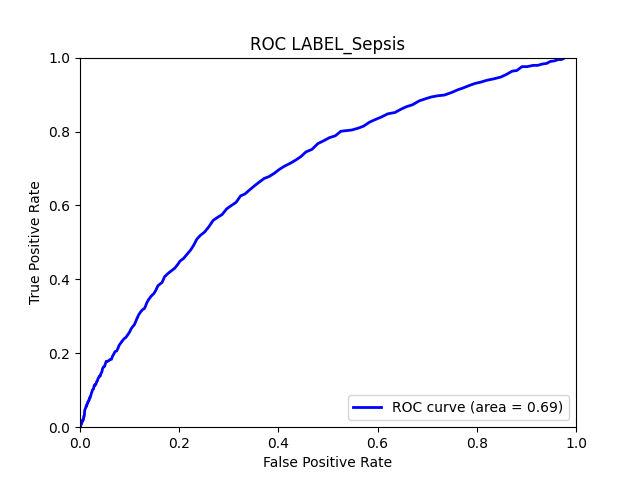 ROC LABEL_Sepsis
True Positive Rate
1.0
0.8
0.6
0.4
0.2
0.0
ROC curve (area = 0.69)
0.0 0.2 0.4 0.6 0.8 1.0
False Positive Rate